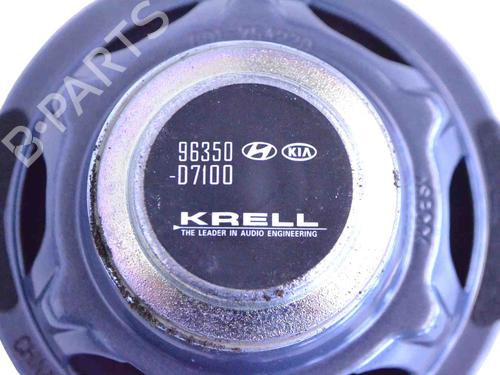 B-PARTS
96350
KIA
-D7100
KRELL
THE LEADER IN AUDIO ENGINEERING